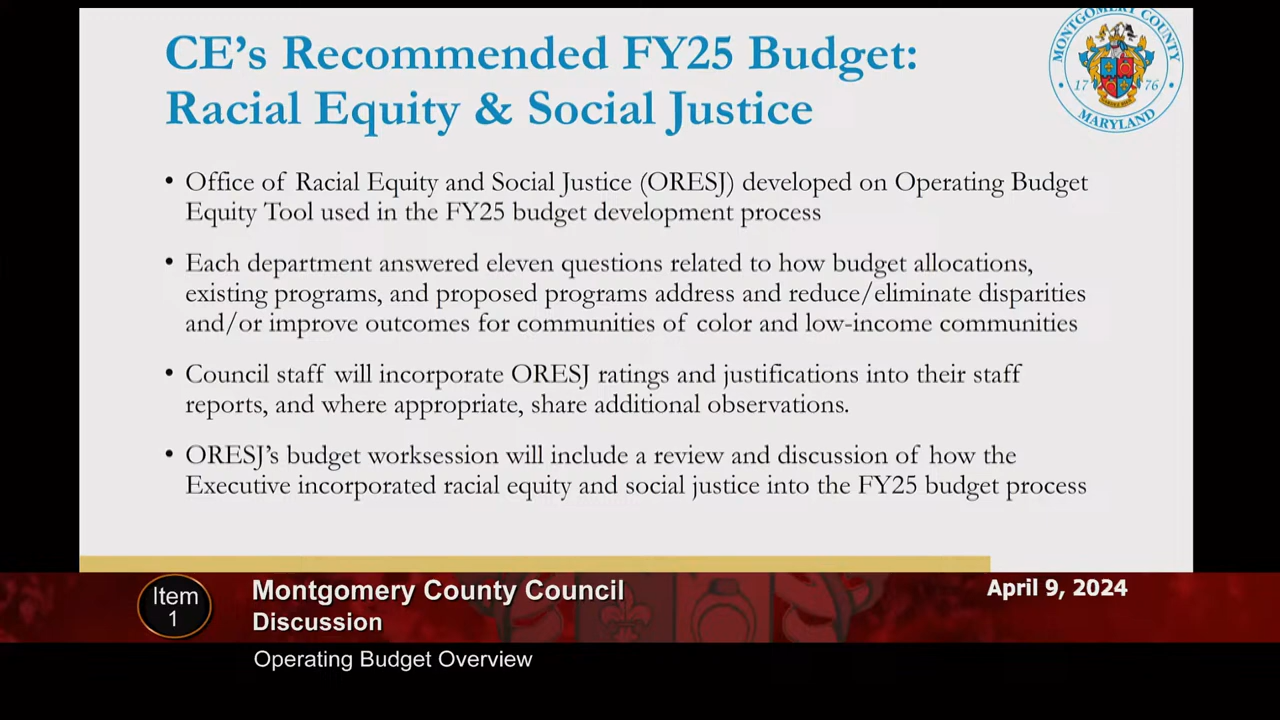 CE's Recommended FY25 Budget:
Racial Equity & Social Justice
MONTGOMERY COUNTY
17 76
MARYLAND
• Office of Racial Equity and Social Justice (ORESJ) developed on Operating Budget
Equity Tool used in the FY25 budget development process
• Each department answered eleven questions related to how budget allocations,
existing programs, and proposed programs address and reduce/eliminate disparities
and/or improve outcomes for communities of color and low-income communities
• Council staff will incorporate ORESJ ratings and justifications into their staff
reports, and where appropriate, share additional observations.
• ORESJ's budget worksession will include a review and discussion of how the
Executive incorporated racial equity and social justice into the FY25 budget process
Item
1
Montgomery County Council
Discussion
April 9, 2024
Operating Budget Overview